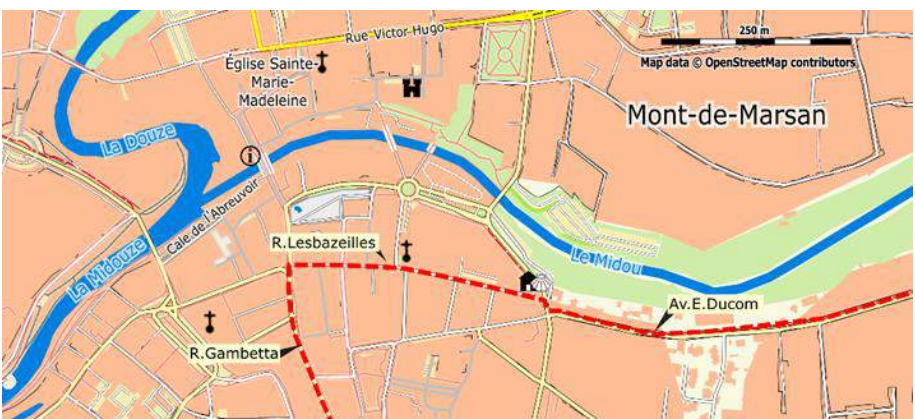 Rue Victor Hugo
250 m
Map data © OpenStreetMap contributors
Église Sainte-
Marie-
Madeleine
Mont-de-Marsan
La Douze
i
Cale de l'Abreuvoir
R.Lesbazeilles
La Midouze
Le Midou
Av.E.Ducom
R.Gambetta